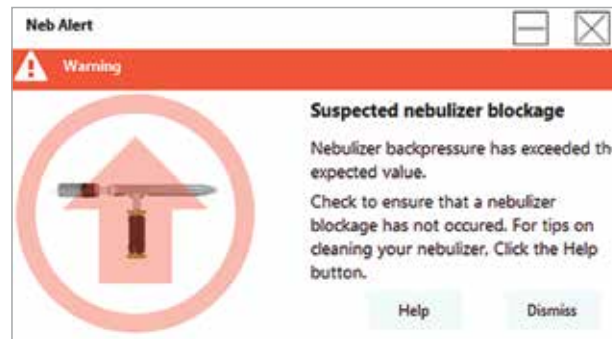 Neb Alert
Warning
Suspected nebulizer blockage
Nebulizer backpressure has exceeded th
expected value.
Check to ensure that a nebulizer
blockage has not occured. For tips on
cleaning your nebulizer, Click the Help
button.
Help
Dismiss